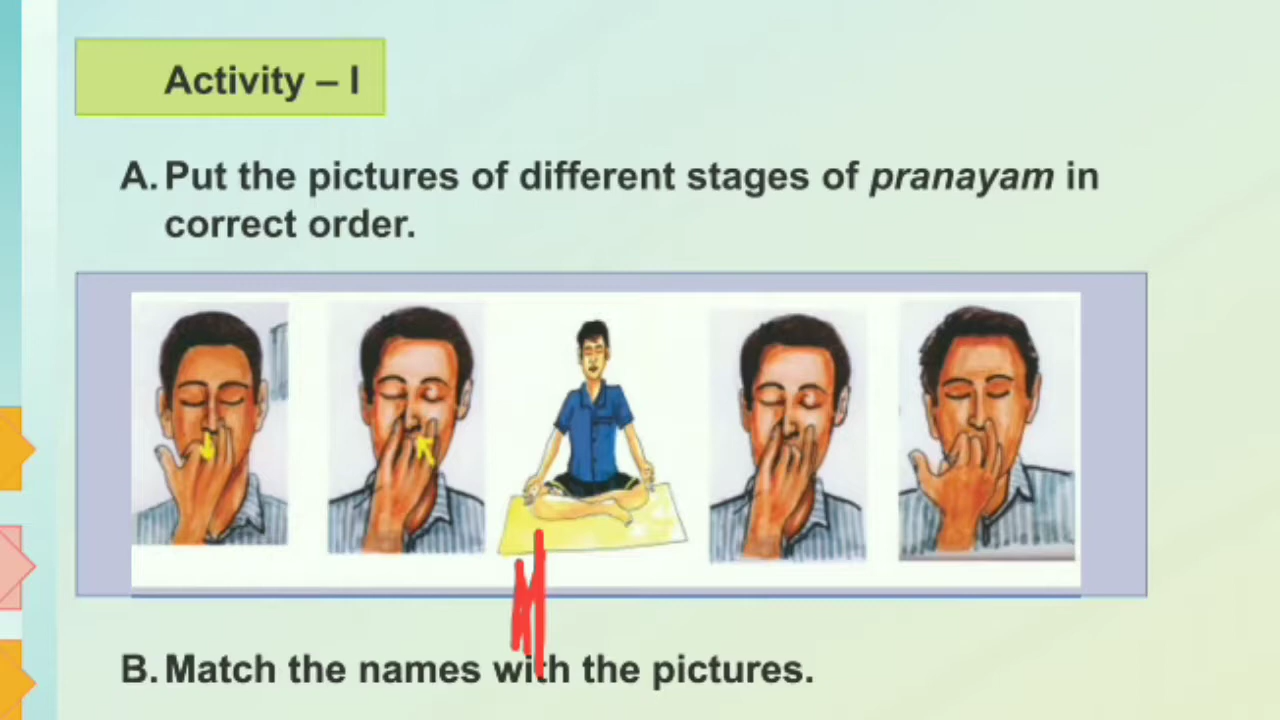 Activity – I
A. Put the pictures of different stages of pranayam in
correct order.
B. Match the names with the pictures.